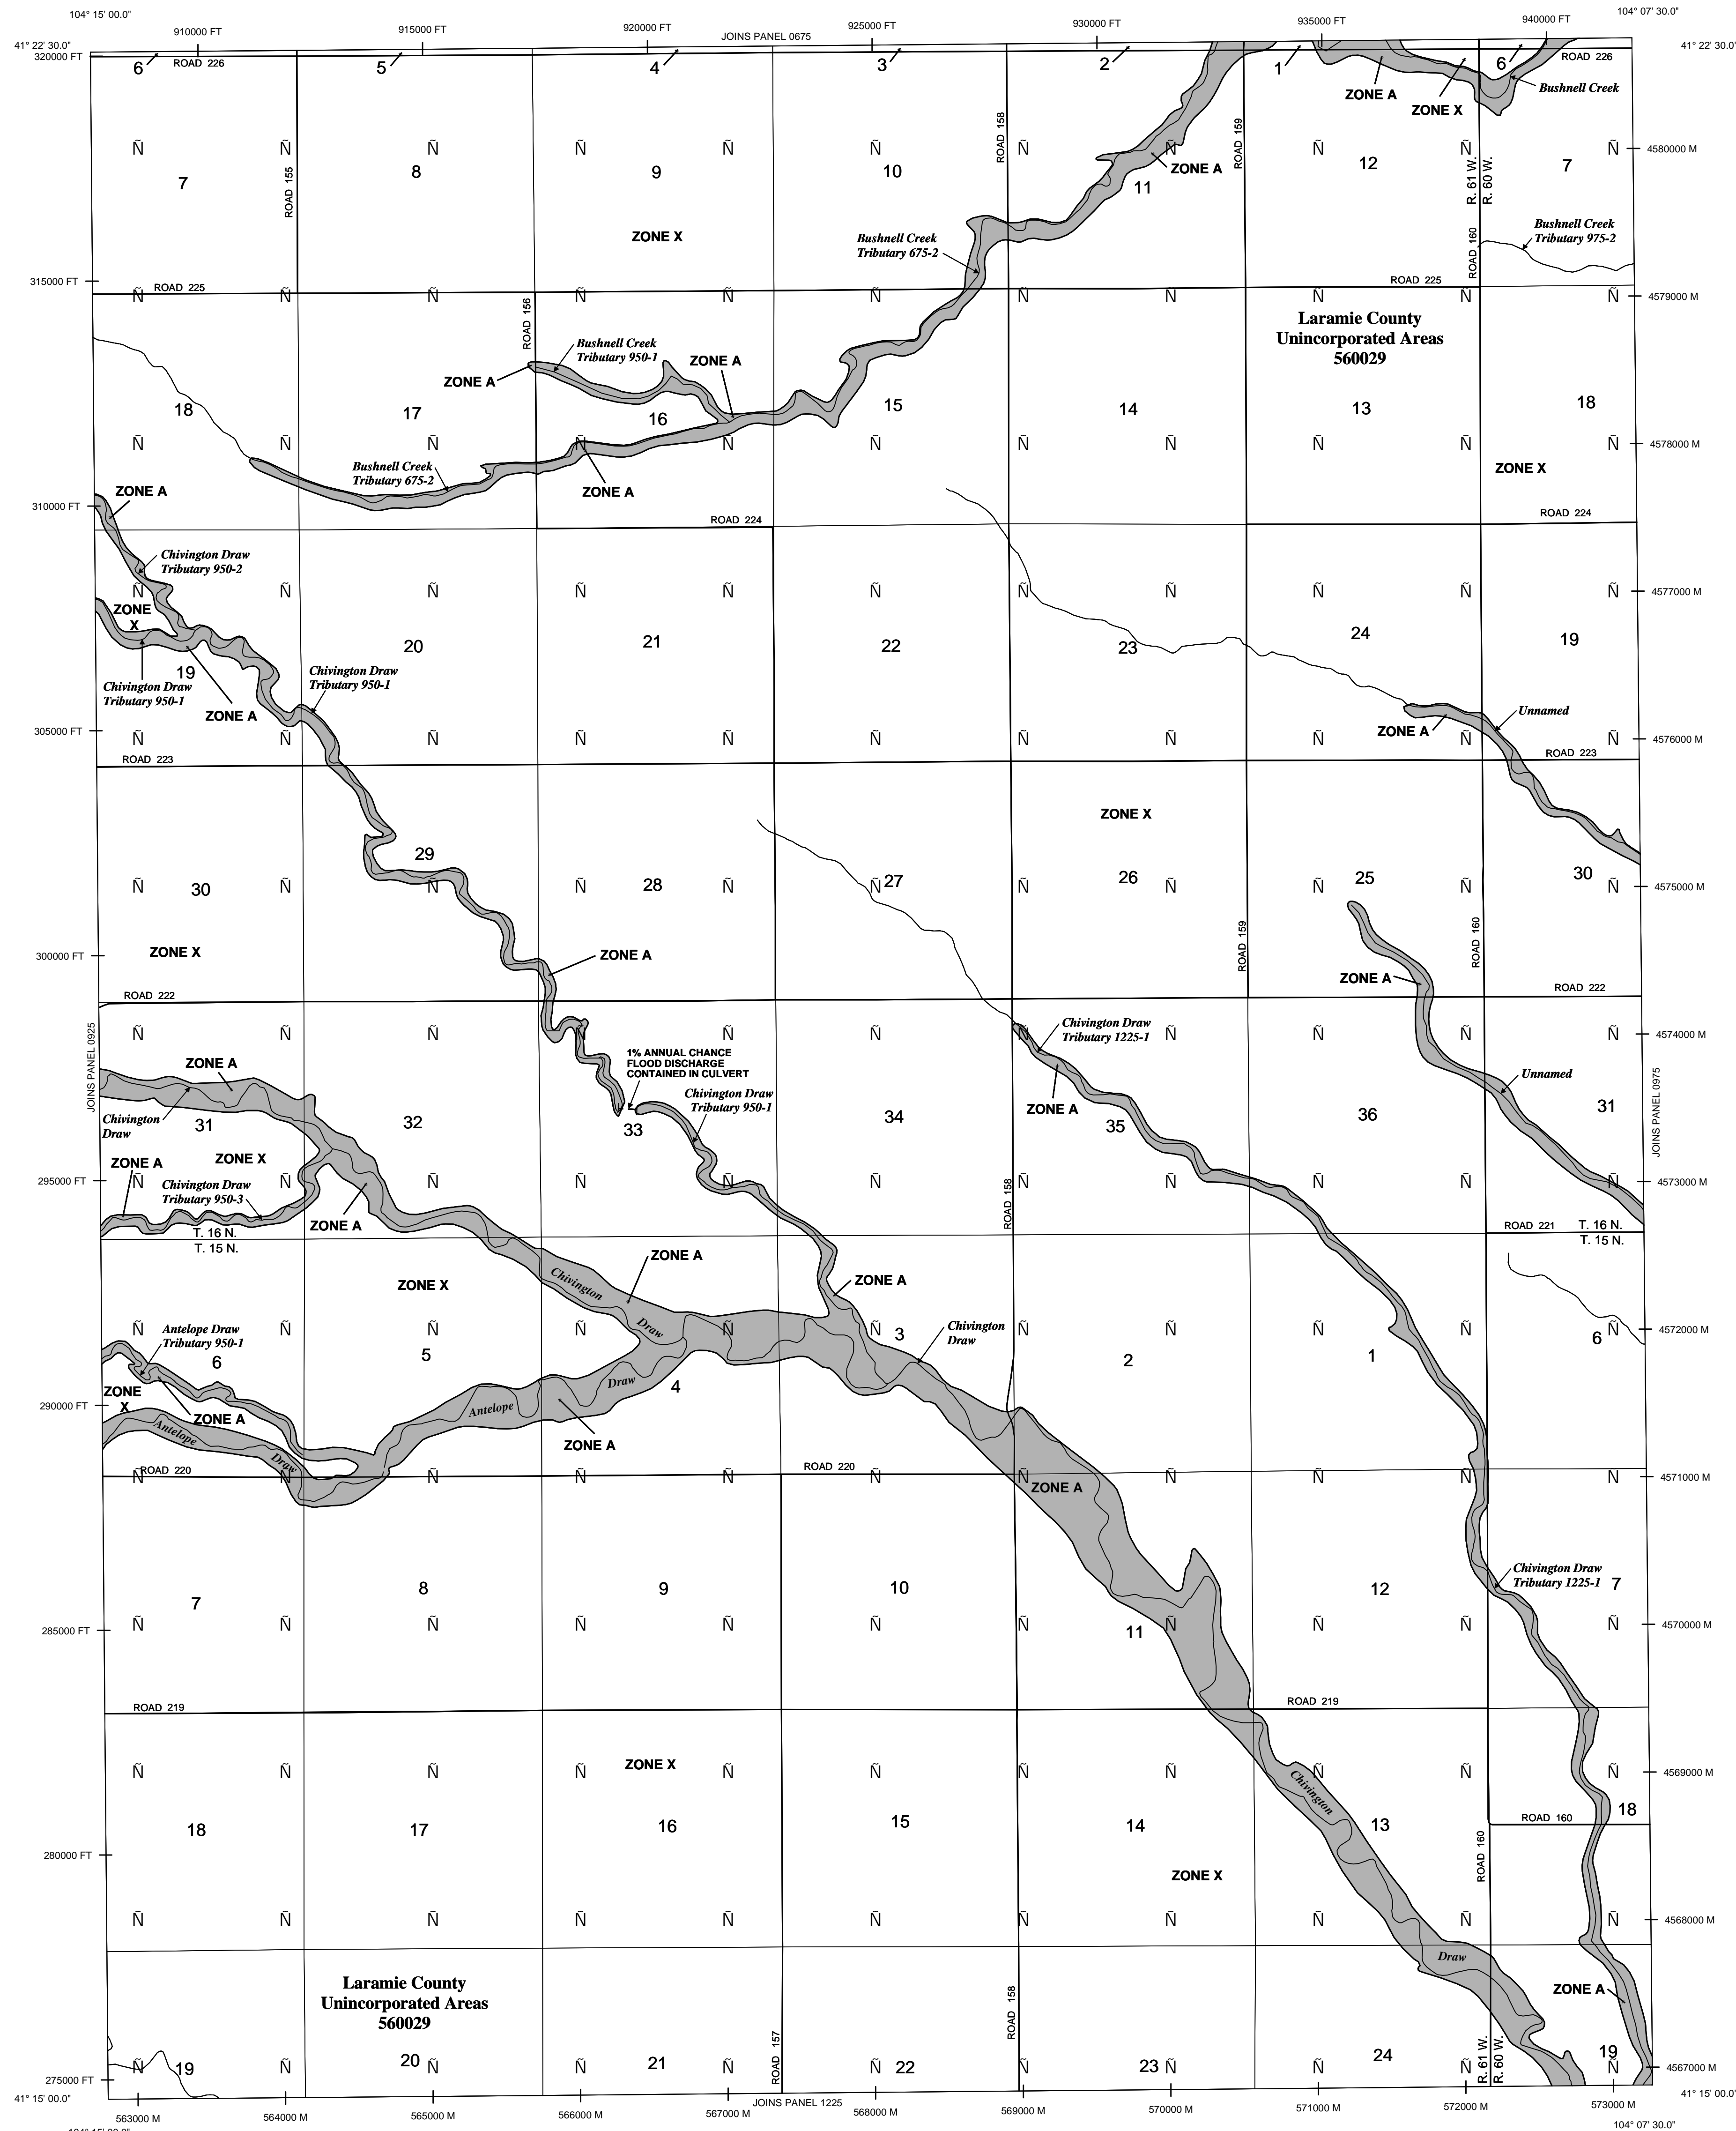 104° 15' 00.0"
910000 FT
915000 FT
920000 FT
JOINS PANEL 0675
925000 FT
930000 FT
935000 FT
940000 FT
104° 07' 30.0"
41° 22' 30.0"
41° 22' 30.0"
320000 FT
6
ROAD 226
5
4
3
2
1
6
ROAD 226
ZONE A
ZONE X
Bushnell Creek
ROAD 158
ROAD 159
Ñ Ñ Ñ Ñ Ñ Ñ Ñ Ñ Ñ Ñ Ñ
4580000 M
7
ROAD 155
8
9
10
ZONE A
11
12
R. 61 W.
R. 60 W.
7
ZONE X
Bushnell Creek
Tributary 675-2
ROAD 160
Bushnell Creek
Tributary 975-2
315000 FT
ROAD 225
ROAD 225
Ñ Ñ Ñ Ñ Ñ Ñ Ñ Ñ Ñ Ñ Ñ
4579000 M
ROAD 156
Laramie County
Unincorporated Areas
560029
Bushnell Creek
Tributary 950-1
ZONE A
ZONE A
18
17
16
15
14
13
18
Ñ Ñ Ñ Ñ Ñ Ñ Ñ Ñ Ñ Ñ Ñ
4578000 M
Bushnell Creek
Tributary 675-2
ZONE A
ZONE X
ZONE A
310000 FT
ROAD 224
ROAD 224
Chivington Draw
Tributary 950-2
Ñ Ñ Ñ Ñ Ñ Ñ Ñ Ñ Ñ Ñ Ñ
4577000 M
ZONE
X
19
20
21
22
23
24
19
Chivington Draw
Tributary 950-1
Chivington Draw
Tributary 950-1
ZONE A
Unnamed
ZONE A
305000 FT
Ñ Ñ Ñ Ñ Ñ Ñ Ñ Ñ Ñ Ñ Ñ
4576000 M
ROAD 223
ROAD 223
ZONE X
29
30
28
27
26
25
30
Ñ Ñ Ñ Ñ Ñ Ñ Ñ Ñ Ñ Ñ Ñ
4575000 M
ROAD 159
ROAD 160
300000 FT
ZONE X
ZONE A
ZONE A
ROAD 222
ROAD 222
Ñ Ñ Ñ Ñ Ñ Ñ Ñ Ñ Ñ Ñ Ñ
4574000 M
JOINS PANEL 0925
Chivington Draw
Tributary 1225-1
1% ANNUAL CHANCE
FLOOD DISCHARGE
CONTAINED IN CULVERT
ZONE A
Chivington
Draw
Chivington Draw
Tributary 950-1
ZONE A
Unnamed
JOINS PANEL 0975
31
32
33
34
35
36
31
ZONE A
ZONE X
Chivington Draw
Tributary 950-3
295000 FT
Ñ Ñ Ñ Ñ Ñ Ñ Ñ Ñ Ñ Ñ Ñ
4573000 M
ZONE A
ROAD 158
T. 16 N.
T. 15 N.
ROAD 221
T. 16 N.
T. 15 N.
ZONE A
ZONE X
Chivington
Draw
ZONE A
Antelope Draw
Tributary 950-1
Chivington
Draw
Ñ Ñ Ñ Ñ Ñ Ñ Ñ Ñ Ñ Ñ Ñ
4572000 M
6
5
4
3
2
1
6
ZONE
X
Draw
290000 FT
ZONE A
Antelope
Antelope
Draw
ZONE A
ROAD 220
ROAD 220
Ñ Ñ Ñ Ñ Ñ Ñ Ñ Ñ Ñ Ñ Ñ
4571000 M
ZONE A
7
8
9
10
11
12
Chivington Draw
Tributary 1225-1
7
285000 FT
Ñ Ñ Ñ Ñ Ñ Ñ Ñ Ñ Ñ Ñ Ñ
4570000 M
ROAD 219
ROAD 219
ZONE X
Ñ Ñ Ñ Ñ Ñ Ñ Ñ Ñ Ñ Ñ Ñ
4569000 M
Chivington
18
17
16
15
14
13
18
ROAD 160
280000 FT
ROAD 160
ZONE X
Ñ Ñ Ñ Ñ Ñ Ñ Ñ Ñ Ñ Ñ Ñ
4568000 M
Draw
Laramie County
Unincorporated Areas
560029
ZONE A
ROAD 157
ROAD 158
R. 61 W.
R. 60 W.
19
20
21
22
23
24
19
Ñ Ñ Ñ Ñ Ñ Ñ Ñ Ñ Ñ Ñ Ñ
4567000 M
275000 FT
41° 15' 00.0"
41° 15' 00.0"
563000 M
564000 M
565000 M
566000 M
567000 M
JOINS PANEL 1225
568000 M
569000 M
570000 M
571000 M
572000 M
573000 M
104° 07' 30.0"